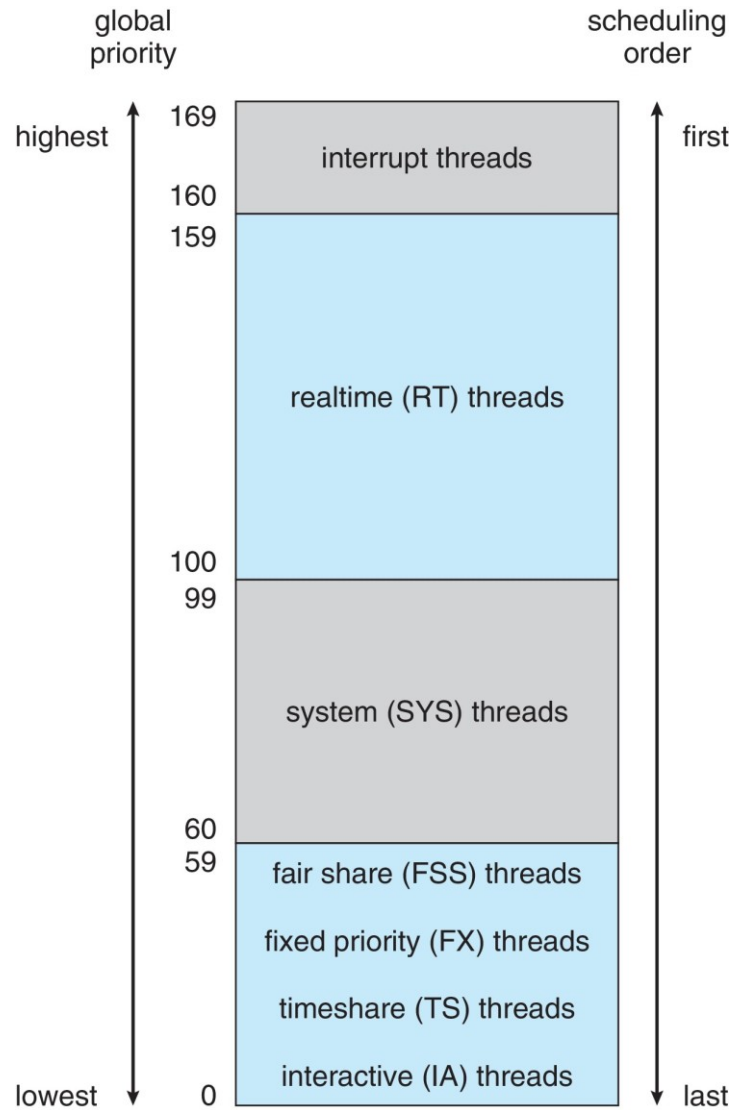 global
priority
scheduling
order
highest
169
interrupt threads
first
160
159
realtime (RT) threads
100
99
system (SYS) threads
60
59
fair share (FSS) threads
fixed priority (FX) threads
timeshare (TS) threads
lowest
0
interactive (IA) threads
last